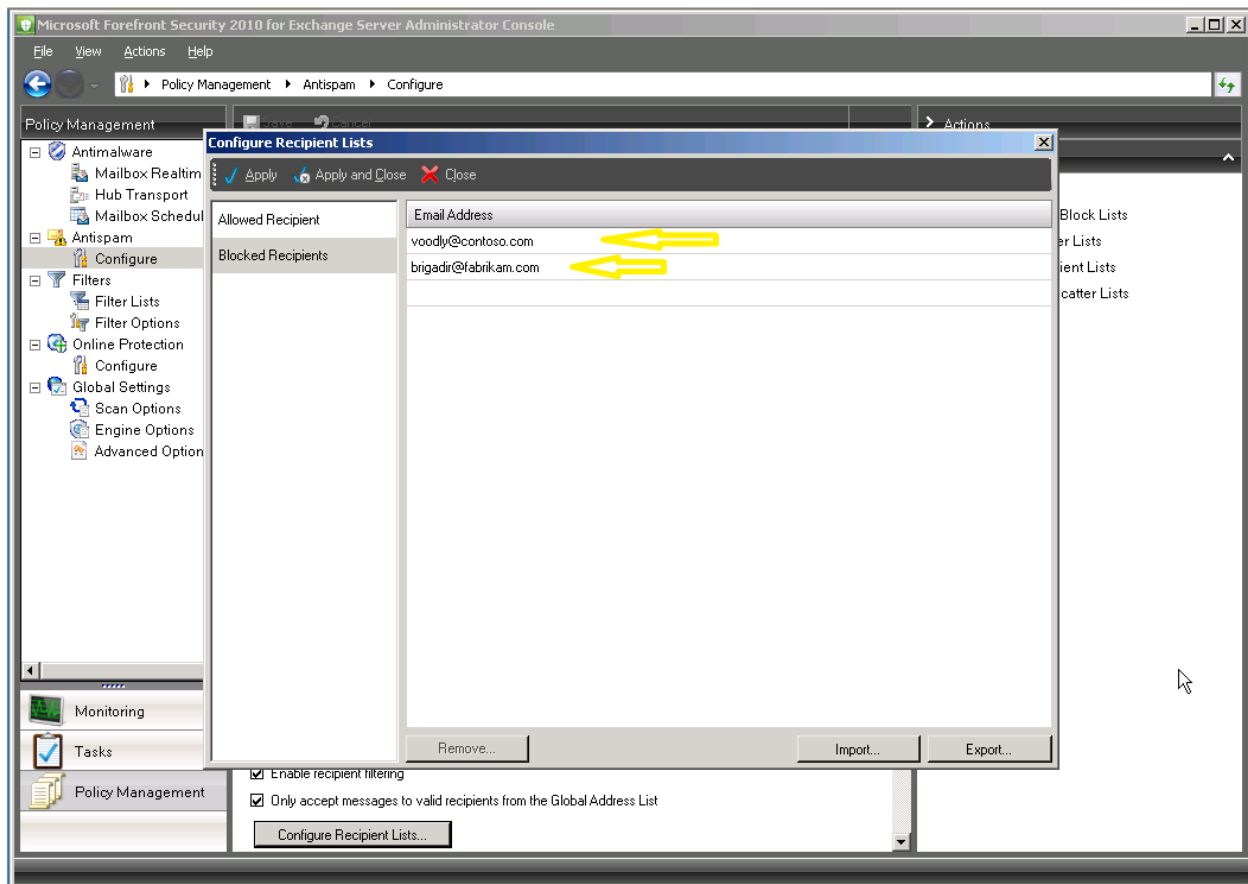 Microsoft Forefront Security 2010 for Exchange Server Administrator Console
File View Actions Help
Policy Management Antispam Configure
Policy Management
Save Cancel
Actions
Antimalware
Mailbox Realtim
Hub Transport
Mailbox Schedul
Antispam
Configure
Filters
Filter Lists
Filter Options
Online Protection
Configure
Global Settings
Scan Options
Engine Options
Advanced Option
Monitoring
Tasks
Policy Management
Configure Recipient Lists
Apply Apply and Close Close
Allowed Recipient
Blocked Recipients
Email Address
voodly@contoso.com
brigadir@fabrikam.com
Remove... Import... Export...
Enable recipient filtering
Only accept messages to valid recipients from the Global Address List
Configure Recipient Lists...
Block Lists
er Lists
ient Lists
catter Lists